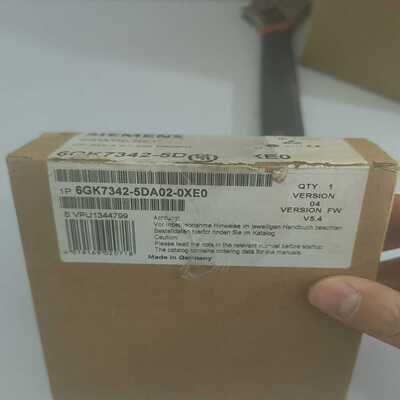 SIEMENS
6GK7342-5D XE0
1P 6GK7342-5DA02-0XE0
S VPU1344799
QTY 1
VERSION
04
VERSION FW
V5.4
Achtung:
Vor Inbetriebnahme Hinweise im jeweiligen Handbuch beachten
Bestelldaten hierfür finden Sie im Katalog
Caution:
Please read the hints in the relevant manual before startup.
The catalog contains ordering data for the manuals.
Made in Germany